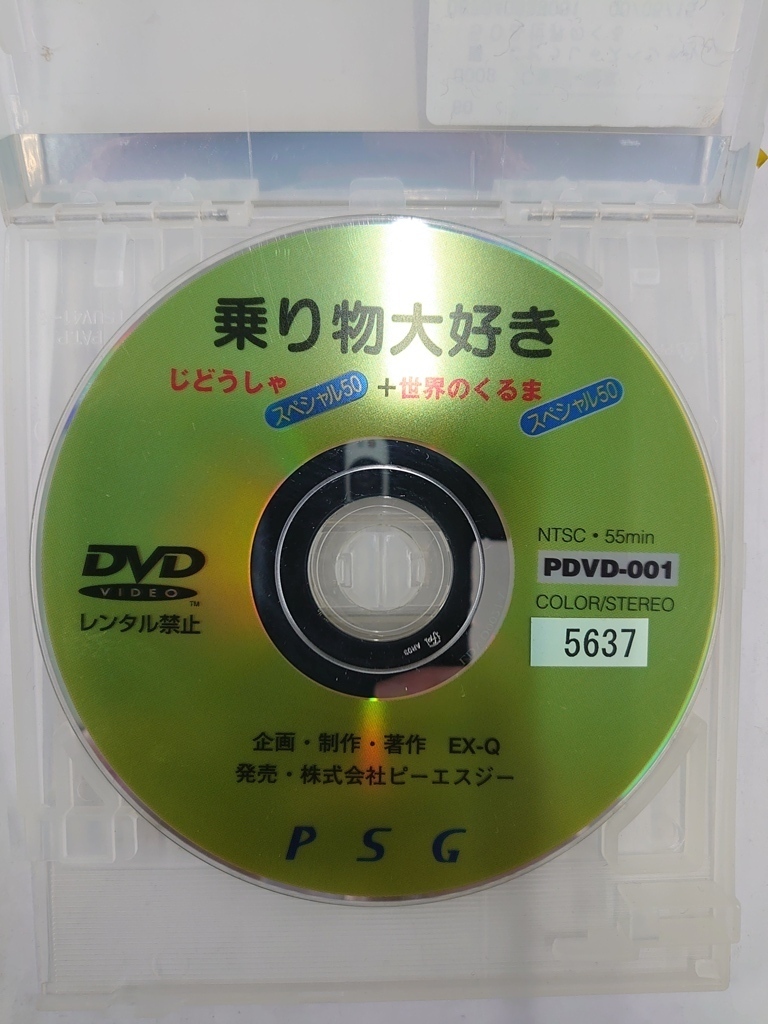 乗り物大好き
じどうしゃ スペシャル50 +世界のくるま スペシャル50
DVD
VIDEO
TM
レンタル禁止
NTSC・55min
PDVD-001
COLOR/STEREO
5637
企画・制作・著作 EX-Q
発売・株式会社ピーエスジー
PSG